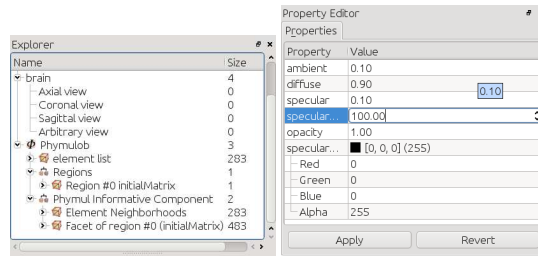 Explorer
Name Size
brain 4
Axial view 0
Coronal view 0
Sagittal view 0
Arbitrary view 0
Phymulob 3
element list 283
Regions 1
Region #0 initialMatrix 1
Phymul Informative Component 2
Element Neighborhoods 283
Facet of region #0 (initialMatrix) 483
Property Editor
Properties
Property Value
ambient 0.10
diffuse 0.90
0.10
specular 0.10
specular... 100.00
opacity 1.00
specular... [0, 0, 0] (255)
Red 0
Green 0
Blue 0
Alpha 255
Apply Revert